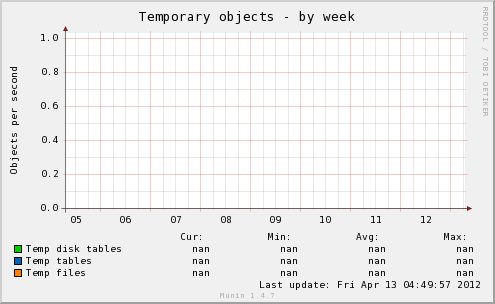 Temporary objects - by week
RRDTOOL / TOBI OETIKER
Objects per second
1.0
0.8
0.6
0.4
0.2
0.0
05 06 07 08 09 10 11 12
Cur: Min: Avg: Max:
Temp disk tables nan nan nan nan
Temp tables nan nan nan nan
Temp files nan nan nan nan
Last update: Fri Apr 13 04:49:57 2012
Munin 1.4.7